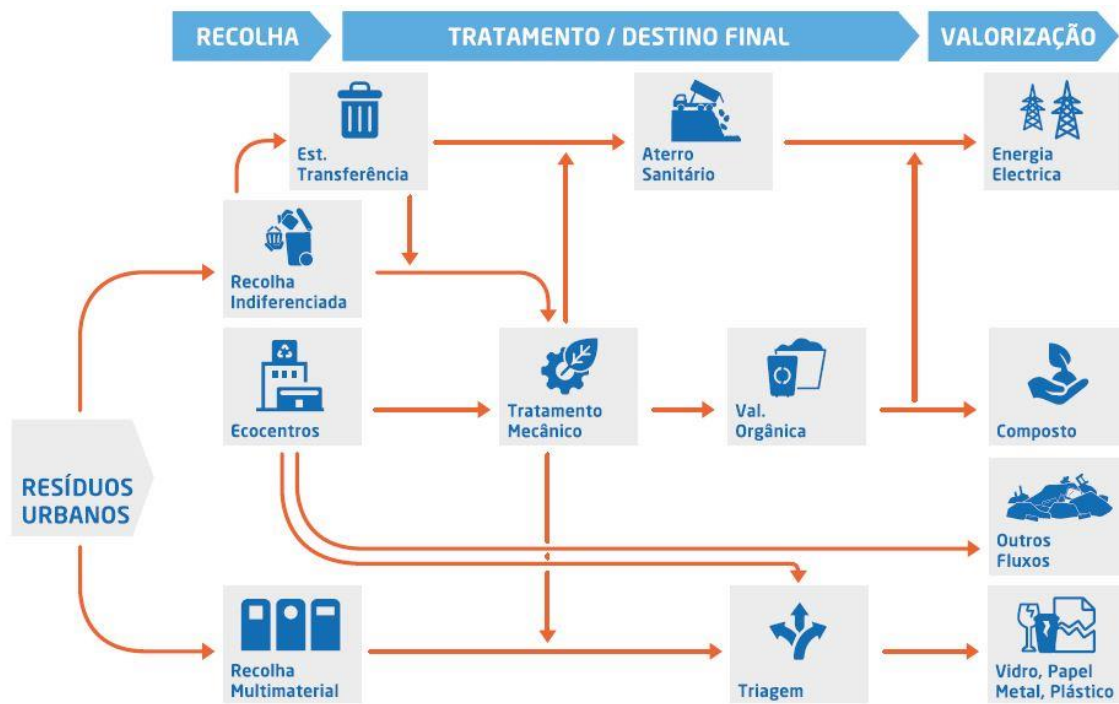 RECOLHA
TRATAMENTO / DESTINO FINAL
VALORIZAÇÃO
Est.
Transferência
Aterro
Sanitário
Energia
Electrica
Recolha
Indiferenciada
Ecocentros
Tratamento
Mecânico
Val.
Orgânica
Composto
RESÍDUOS
URBANOS
Outros
Fluxos
Recolha
Multimaterial
Triagem
Vidro, Papel
Metal, Plástico